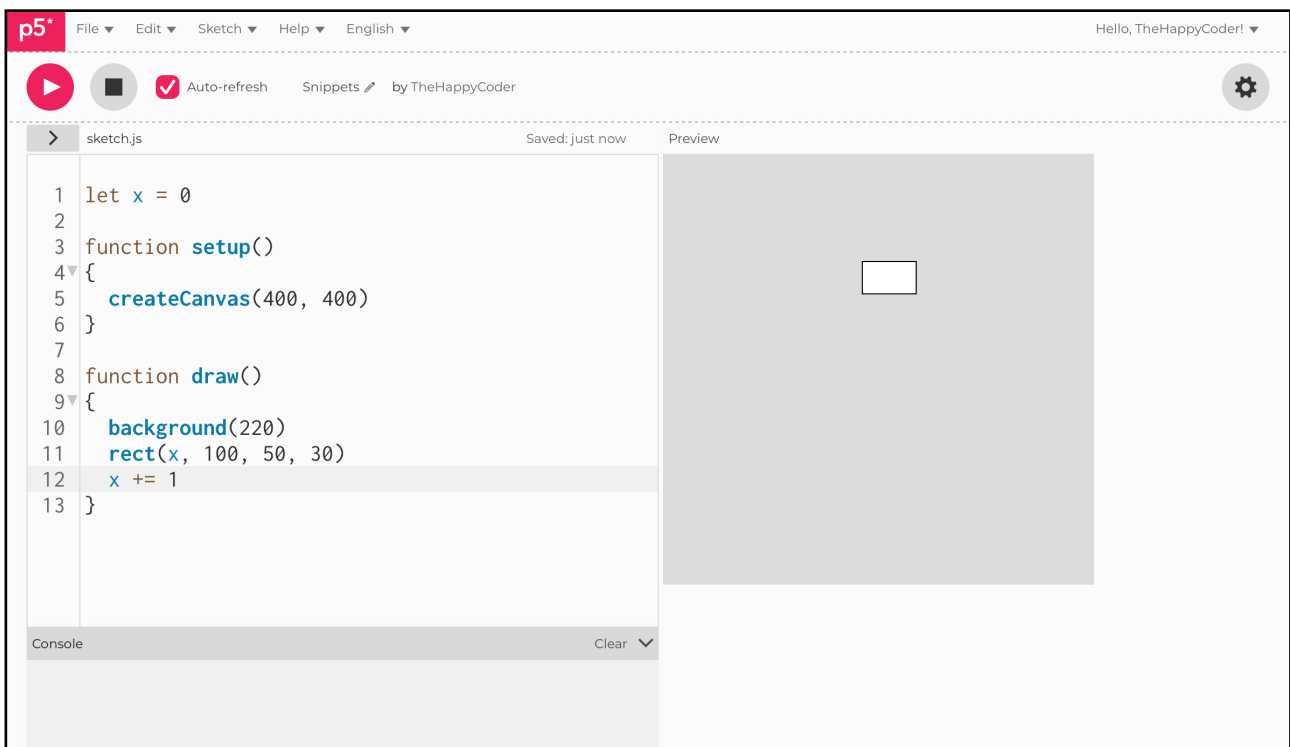 p5* File Edit Sketch Help English Hello, TheHappyCoder!
Auto-refresh Snippets by TheHappyCoder
sketch.js Saved: just now Preview
1 let x = 0
2
3 function setup()
4 {
5 createCanvas(400, 400)
6 }
7
8 function draw()
9 {
10 background(220)
11 rect(x, 100, 50, 30)
12 x += 1
13 }
Console Clear